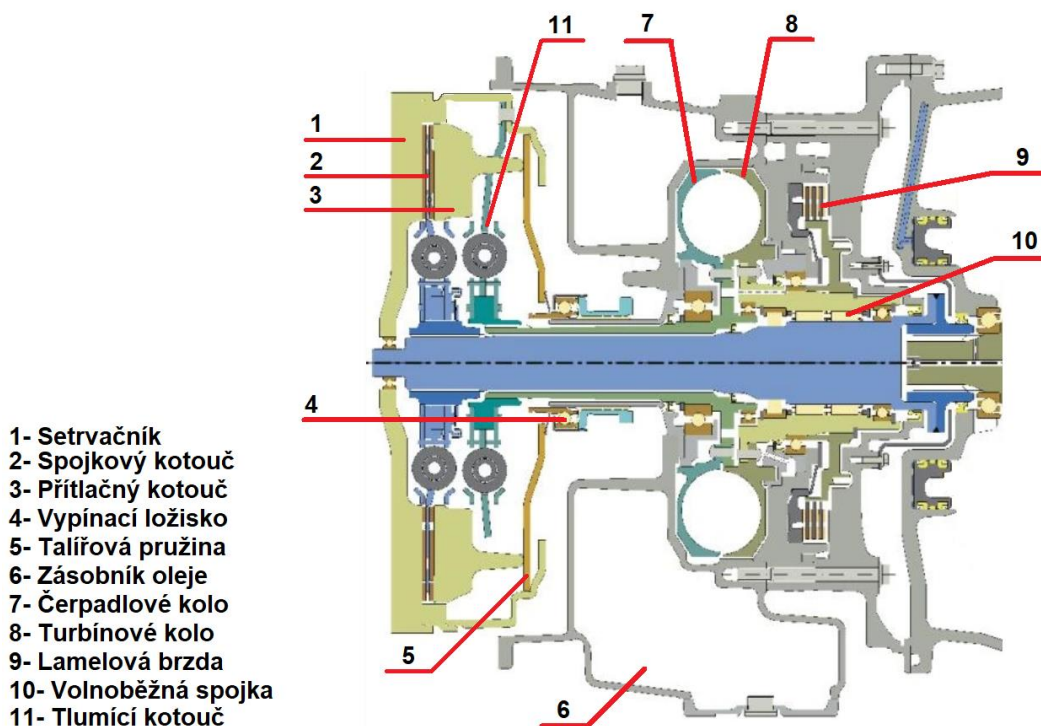 11
7
8
1
2
3
9
10
4
1- Setrvačník
2- Spojkový kotouč
3- Přítlačný kotouč
4- Vypínací ložisko
5- Talířová pružina
6- Zásobník oleje
7- Čerpadlové kolo
8- Turbínové kolo
9- Lamelová brzda
10- Volnoběžná spojka
11- Tlumící kotouč
5
6